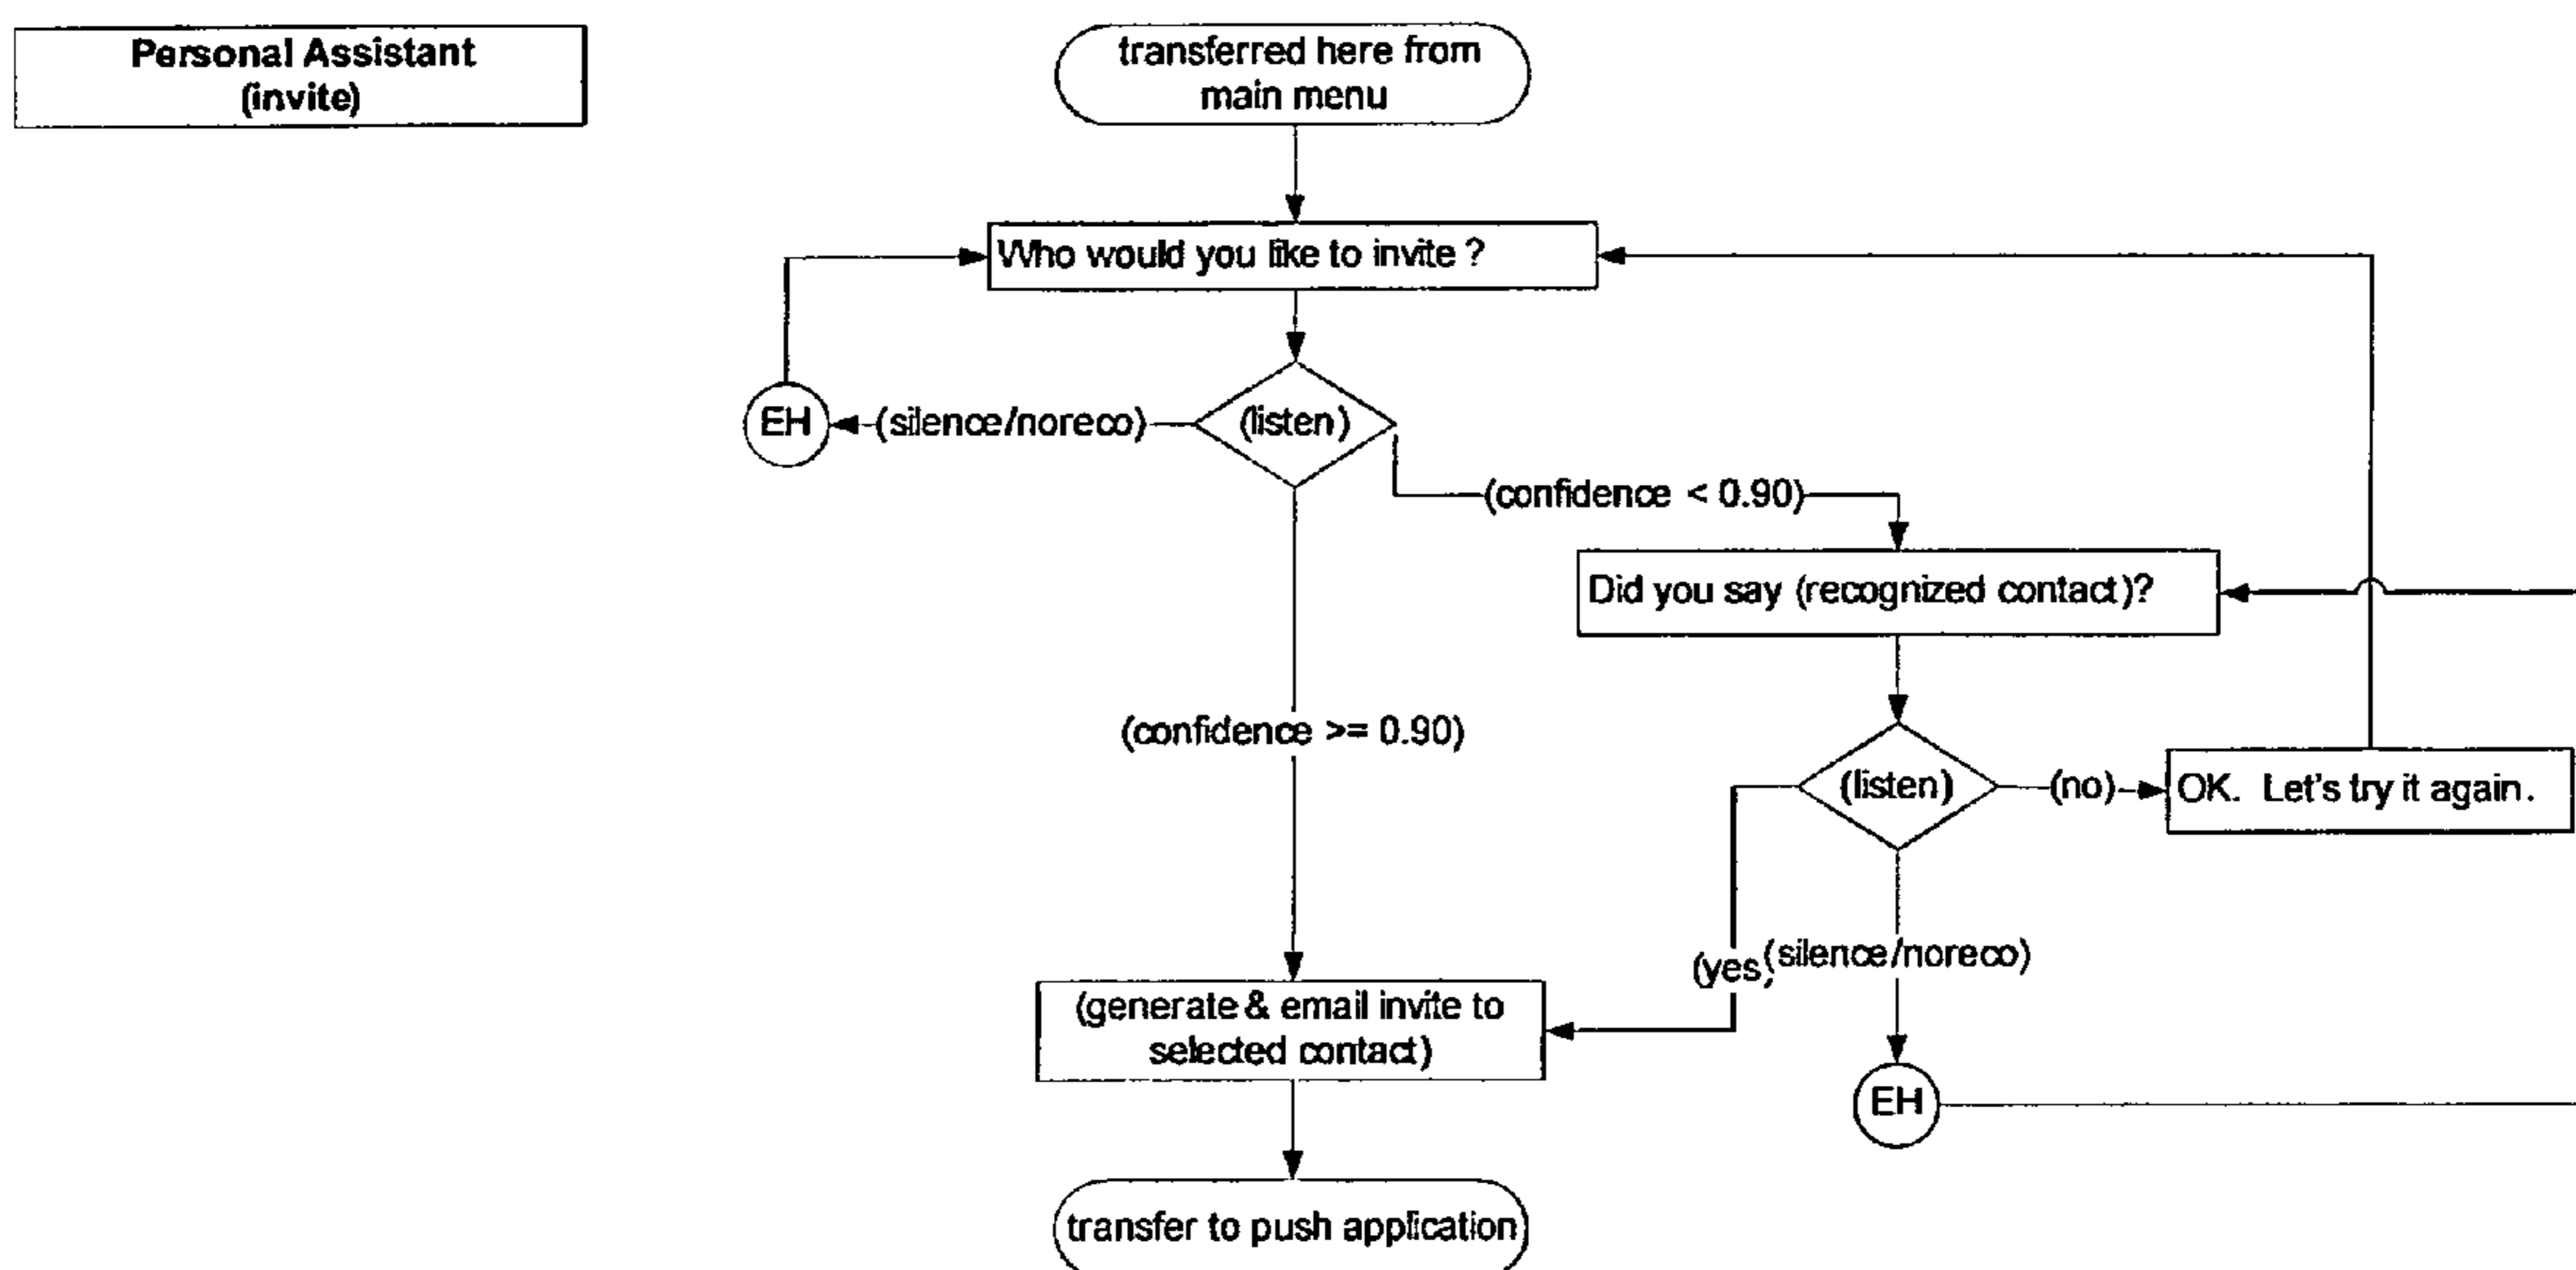 Personal Assistant
(invite)
transferred here from
main menu
Who would you like to invite ?
EH
(silence/noreco)
(listen)
(confidence < 0.90)
Did you say (recognized contact)?
(confidence >= 0.90)
(listen)
(no)
OK.  Let's try it again.
(yes)
(silence/noreco)
(generate & email invite to
selected contact)
EH
transfer to push application